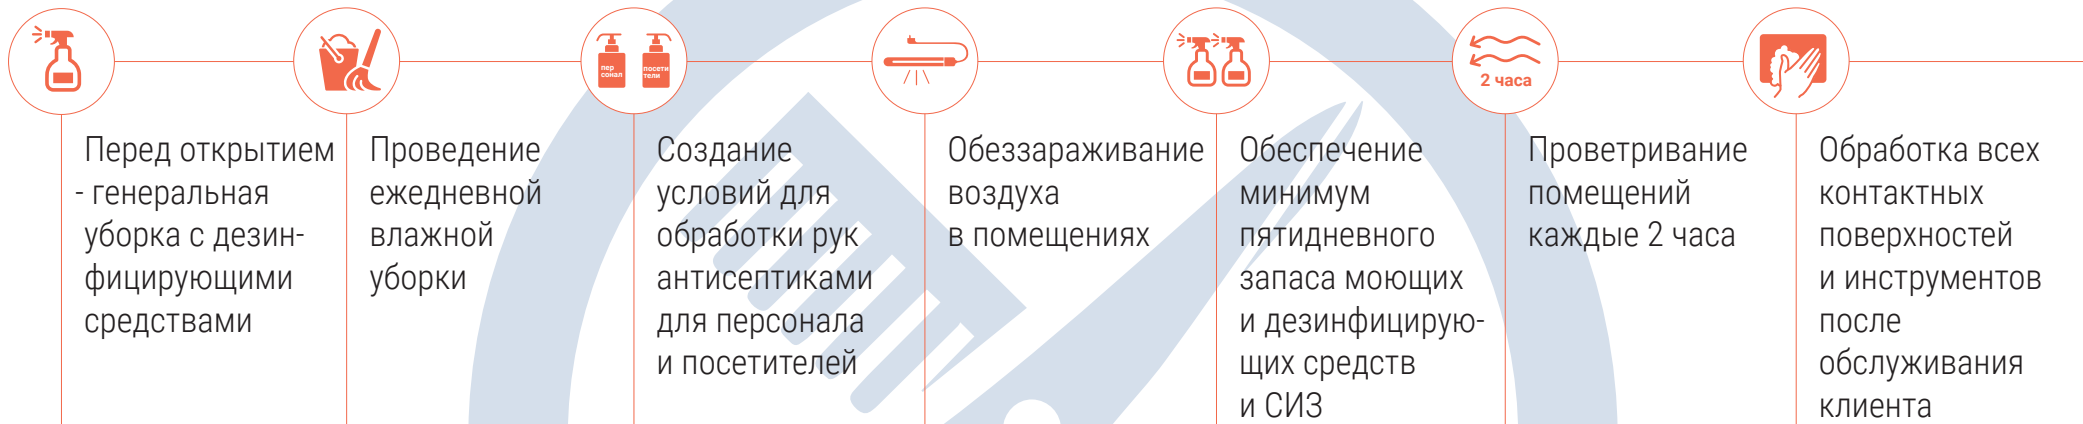 пер
сонал
посети
тели
2 часа
Перед открытием
- генеральная
уборка с дезин-
фицирующими
средствами
Проведение
ежедневной
влажной
уборки
Создание
условий для
обработки рук
антисептиками
для персонала
и посетителей
Обеззараживание
воздуха
в помещениях
Обеспечение
минимум
пятидневного
запаса моющих
и дезинфицирую-
щих средств
и СИЗ
Проветривание
помещений
каждые 2 часа
Обработка всех
контактных
поверхностей
и инструментов
после
обслуживания
клиента